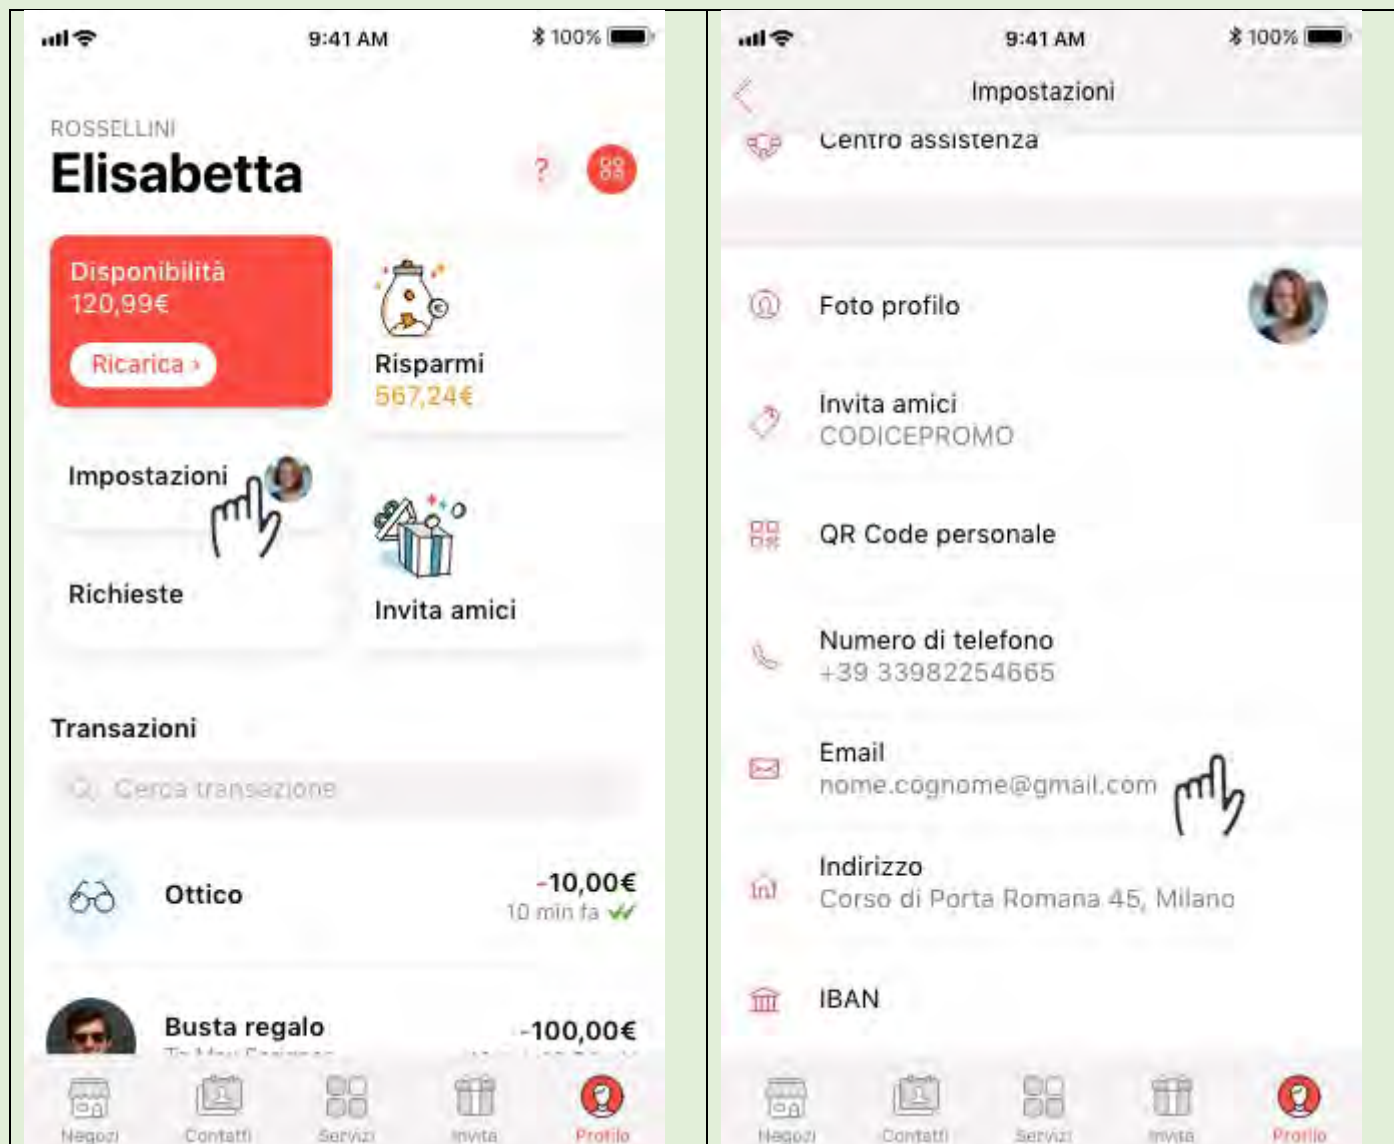 9:41 AM
100%
ROSSELLINI
Elisabetta
?
Disponibilità
120,99€
Ricarica ›
Risparmi
567,24€
Impostazioni
Richieste
Invita amici
Transazioni
Cerca transazione
Ottico
-10,00€
10 min fa
Busta regalo
-100,00€
Negozi
Contatti
Servizi
Invita
Profilo
9:41 AM
100%
Impostazioni
Centro assistenza
Foto profilo
Invita amici
CODICEPROMO
QR Code personale
Numero di telefono
+39 33982254665
Email
nome.cognome@gmail.com
Indirizzo
Corso di Porta Romana 45, Milano
IBAN
Negozi
Contatti
Servizi
Invita
Profilo